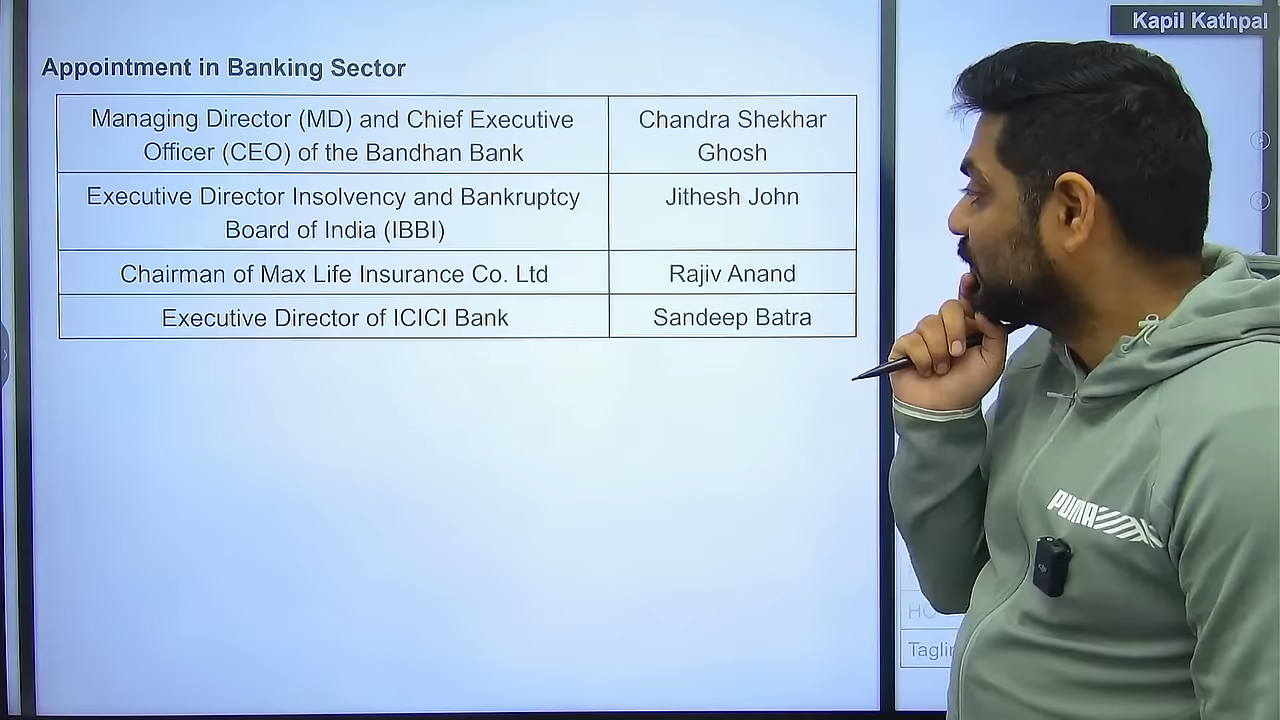 Kapil Kathpal
Appointment in Banking Sector
Managing Director (MD) and Chief Executive
Officer (CEO) of the Bandhan Bank
Chandra Shekhar
Ghosh
Executive Director Insolvency and Bankruptcy
Board of India (IBBI)
Jithesh John
Chairman of Max Life Insurance Co. Ltd
Rajiv Anand
Executive Director of ICICI Bank
Sandeep Batra
PUMA